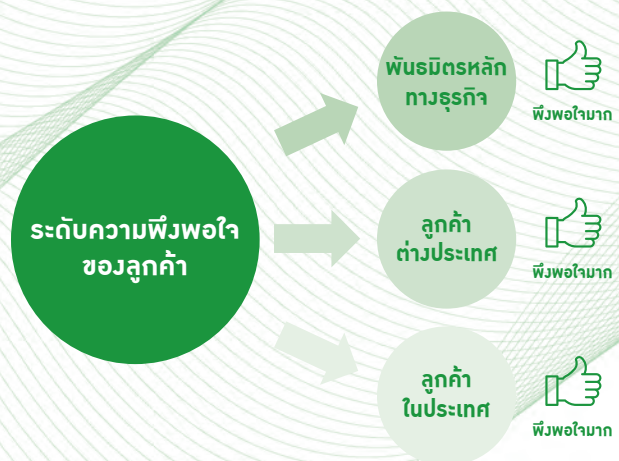 ระดับความพึงพอใจ
ของลูกค้า
พันธมิตรหลัก
ทางธุรกิจ
พึงพอใจมาก
ลูกค้า
ต่างประเทศ
พึงพอใจมาก
ลูกค้า
ในประเทศ
พึงพอใจมาก